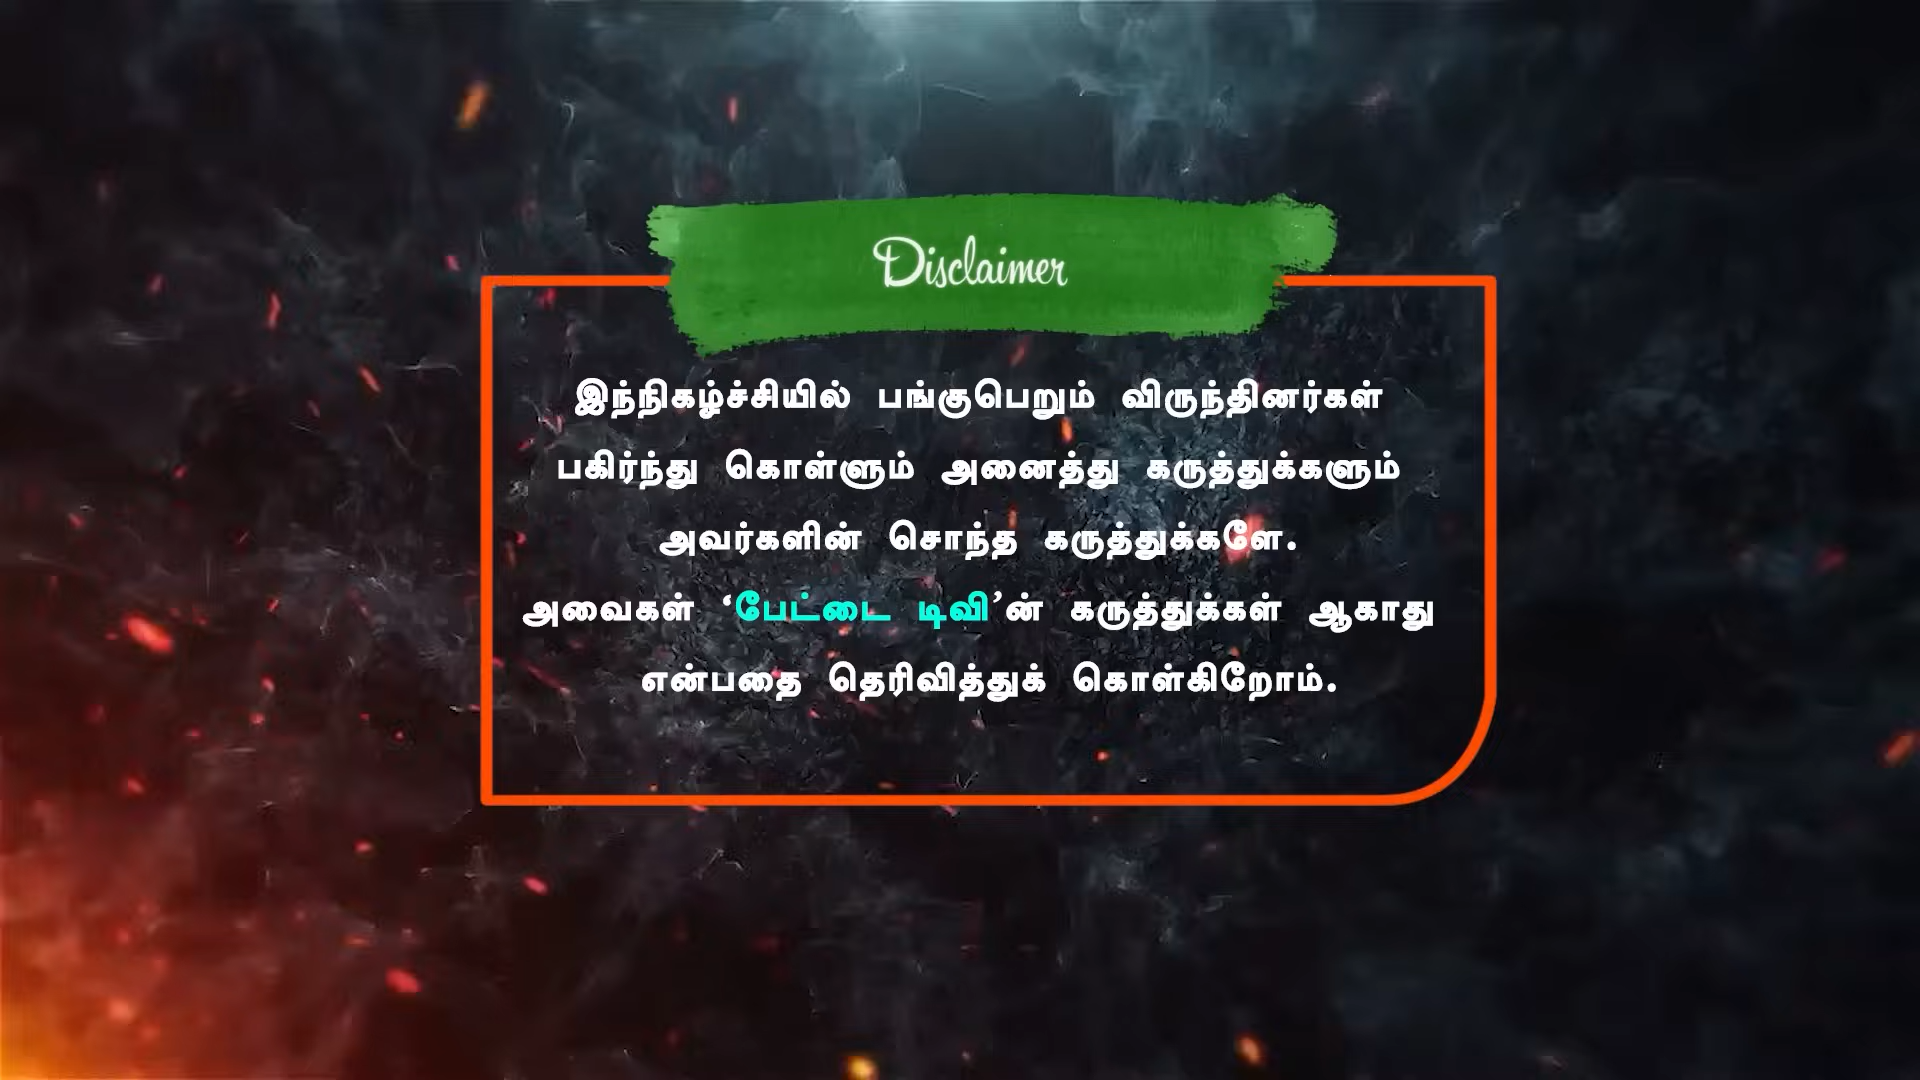 Disclaimer
இந்நிகழ்ச்சியில் பங்குபெறும் விருந்தினர்கள்
பகிர்ந்து கொள்ளும் அனைத்து கருத்துக்களும்
அவர்களின் சொந்த கருத்துக்களே.
அவைகள் ‘பேட்டை டிவி’ன் கருத்துக்கள் ஆகாது
என்பதை தெரிவித்துக் கொள்கிறோம்.